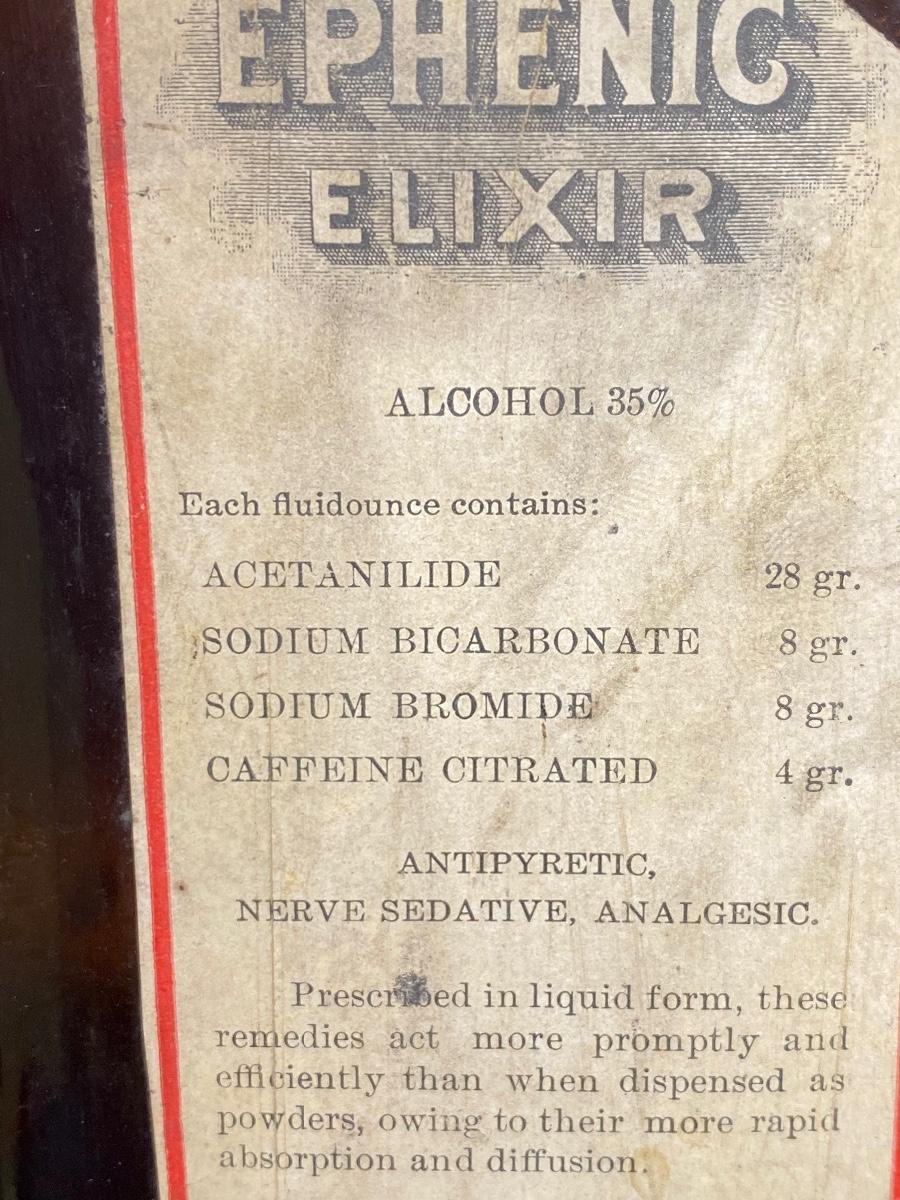 EPHENIC
ELIXIR
ALCOHOL 35%
Each fluidounce contains:
ACETANILIDE 28 gr.
SODIUM BICARBONATE 8 gr.
SODIUM BROMIDE 8 gr.
CAFFEINE CITRATED 4 gr.
ANTIPYRETIC,
NERVE SEDATIVE, ANALGESIC.
Prescribed in liquid form, these
remedies act more promptly and
efficiently than when dispensed as
powders, owing to their more rapid
absorption and diffusion.